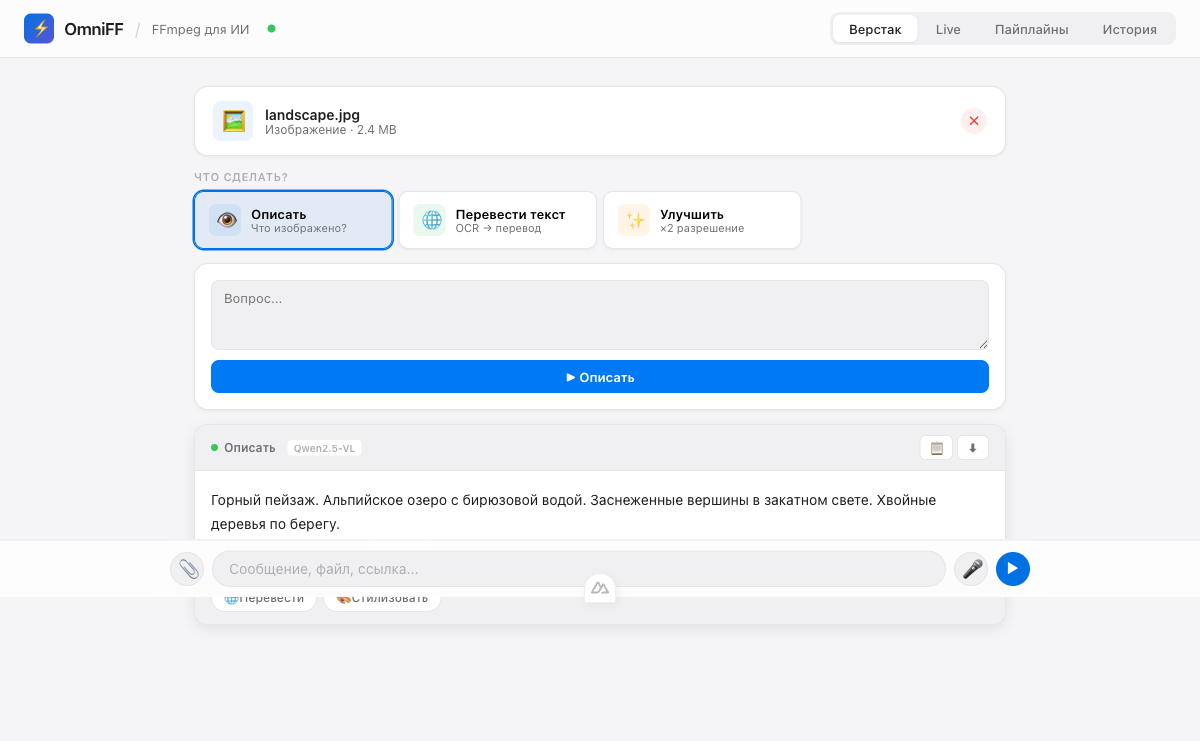 OmniFF / FFmpeg для ИИ
Верстак Live Пайплайны История
landscape.jpg
Изображение · 2.4 MB
ЧТО СДЕЛАТЬ?
Описать
Что изображено?
Перевести текст
OCR → перевод
Улучшить
×2 разрешение
Вопрос...
▶ Описать
Описать Qwen2.5-VL
Горный пейзаж. Альпийское озеро с бирюзовой водой. Заснеженные вершины в закатном свете. Хвойные
деревья по берегу.
Сообщение, файл, ссылка...
Перевести Стилизовать